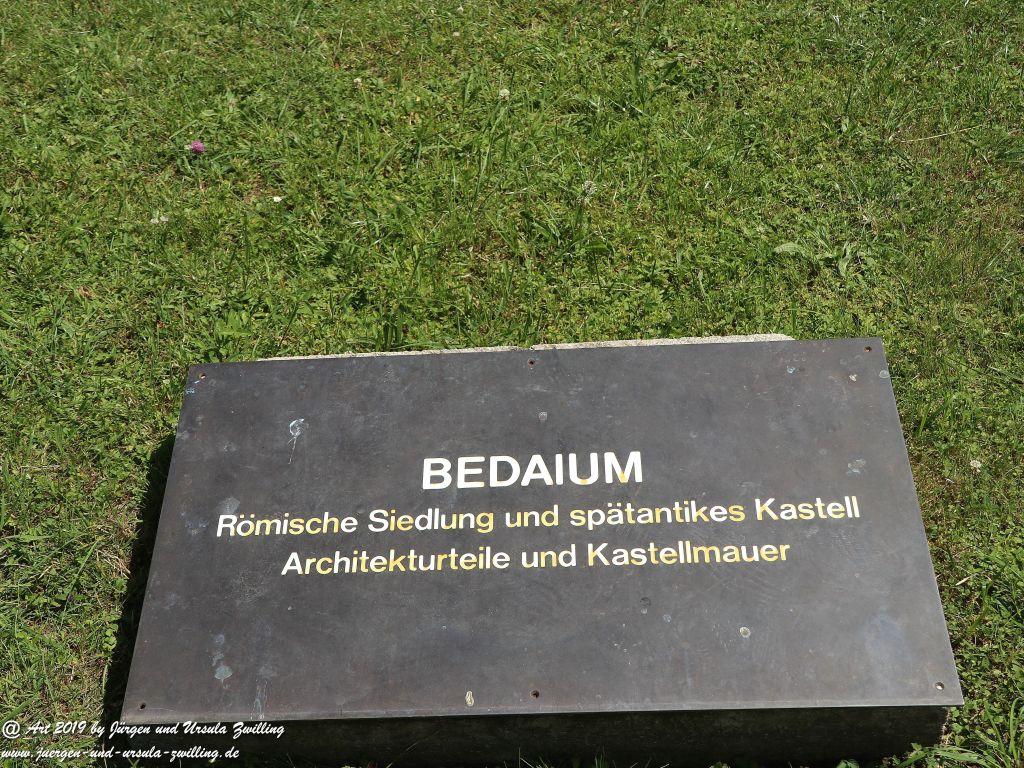 BEDAIUM
Römische Siedlung und spätantikes Kastell
Architekturteile und Kastellmauer
@ Art 2019 by Jürgen und Ursula Zwilling
www.juergen-und-ursula-zwilling.de